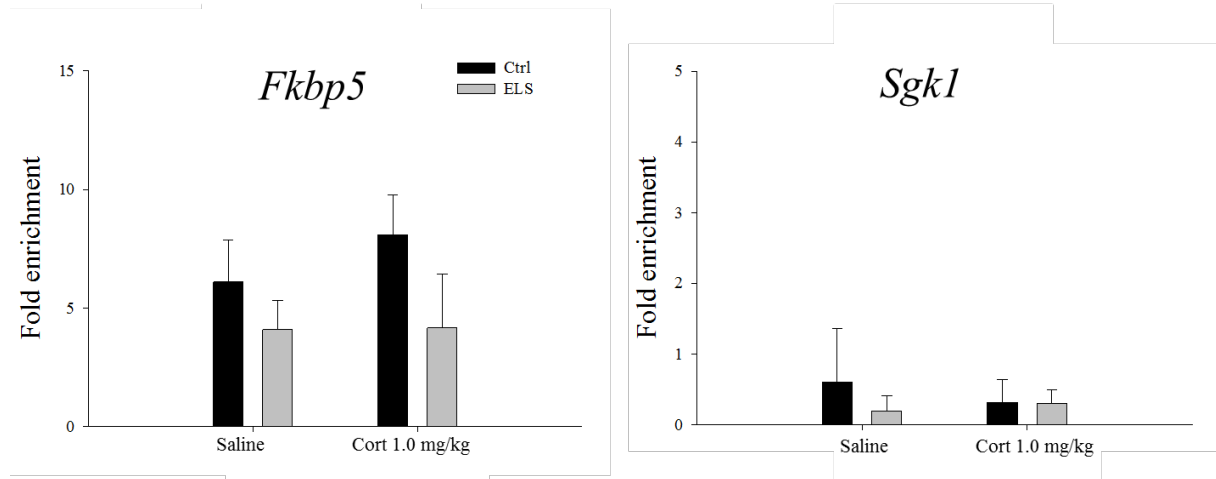 Fkbp5
Ctrl
ELS
Fold enrichment
15
10
5
0
Saline
Cort 1.0 mg/kg
Sgk1
Fold enrichment
5
4
3
2
1
0
Saline
Cort 1.0 mg/kg